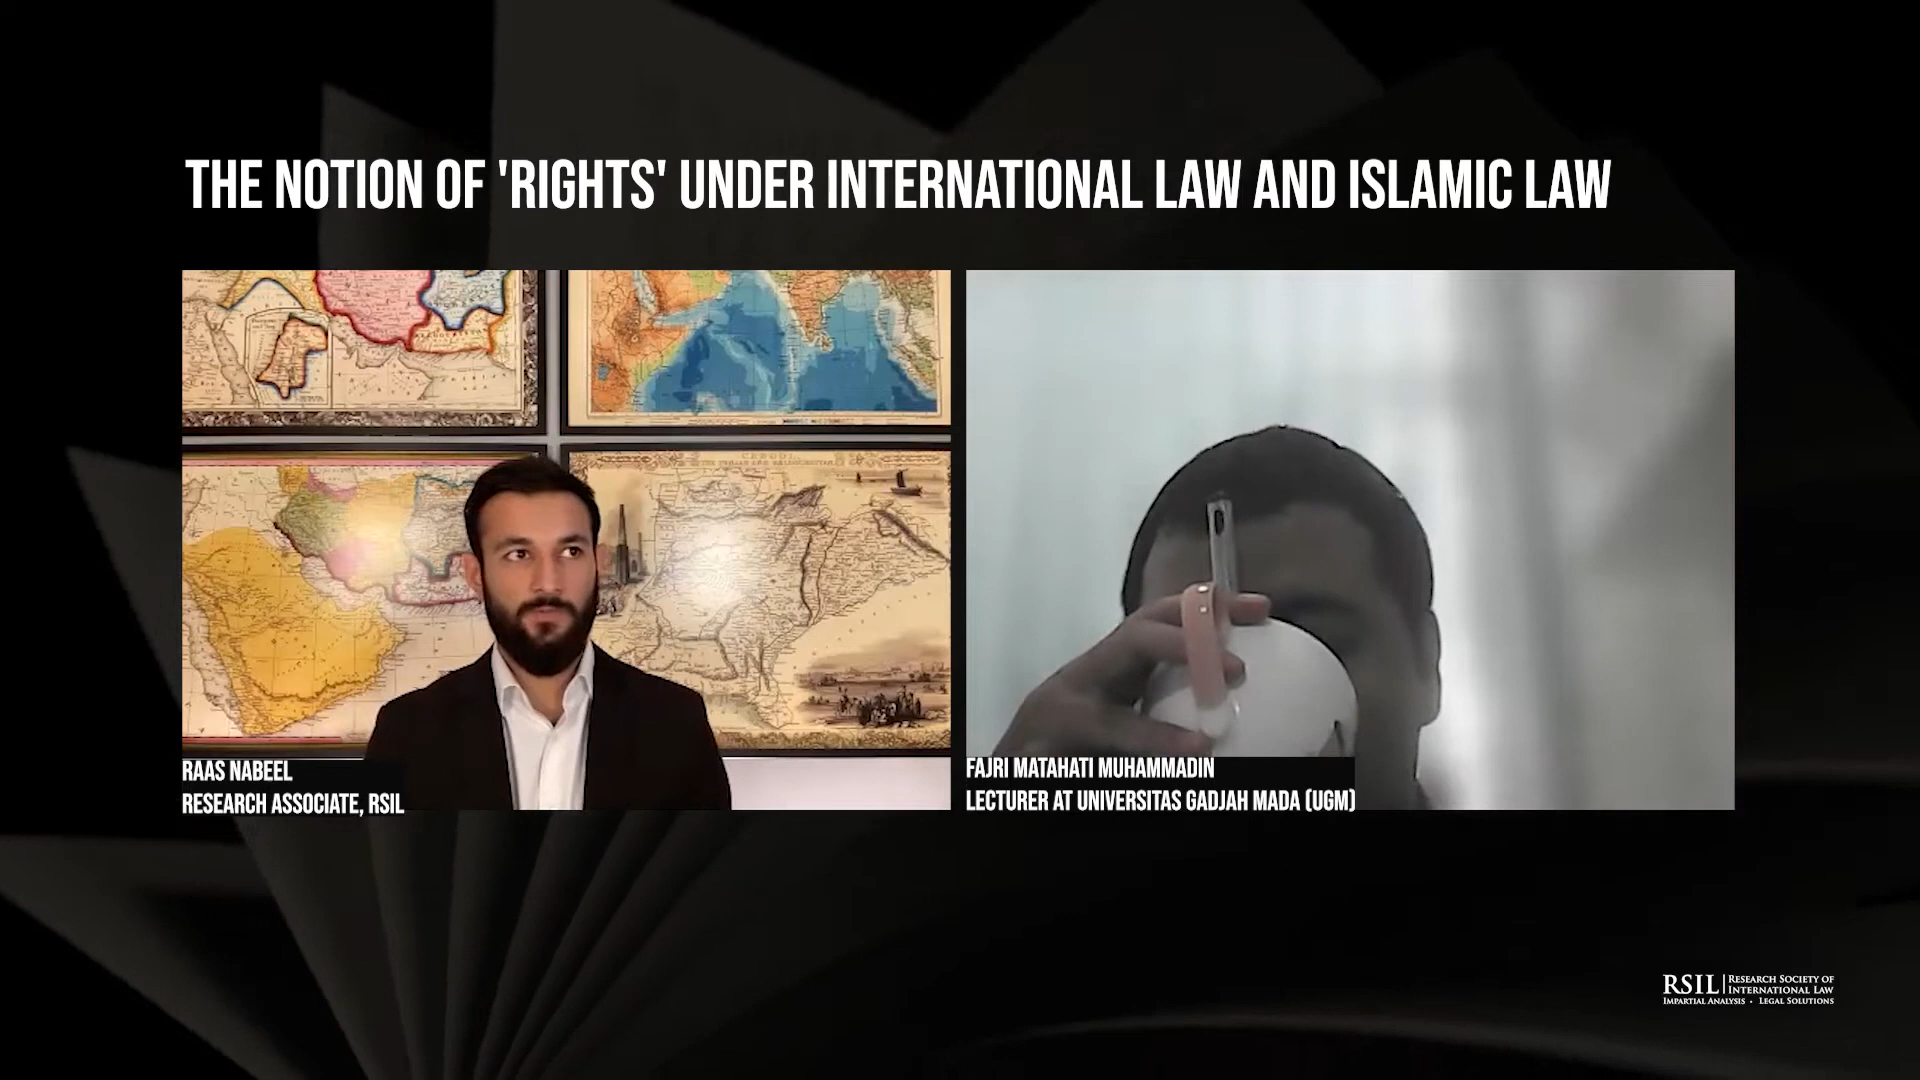 THE NOTION OF 'RIGHTS' UNDER INTERNATIONAL LAW AND ISLAMIC LAW
RAAS NABEEL
RESEARCH ASSOCIATE, RSIL
FAJRI MATAHATI MUHAMMADIN
LECTURER AT UNIVERSITAS GADJAH MADA (UGM)
RSIL
RESEARCH SOCIETY OF
INTERNATIONAL LAW
IMPARTIAL ANALYSIS • LEGAL SOLUTIONS